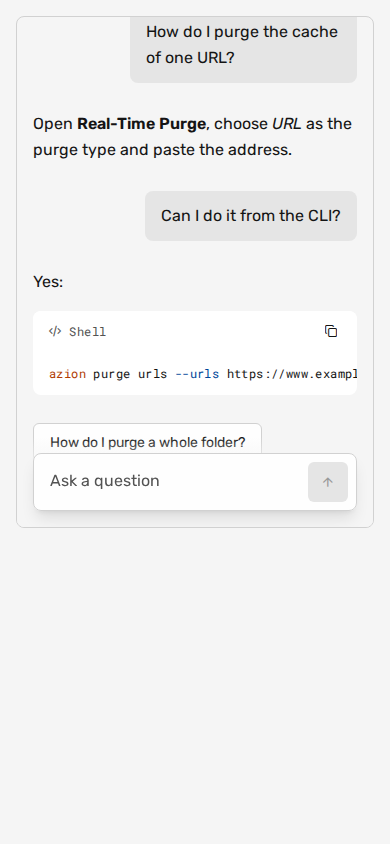 How do I purge the cache
of one URL?
Open Real-Time Purge, choose URL as the
purge type and paste the address.
Can I do it from the CLI?
Yes:
</> Shell
azion purge urls --urls https://www.exampl
How do I purge a whole folder?
Ask a question